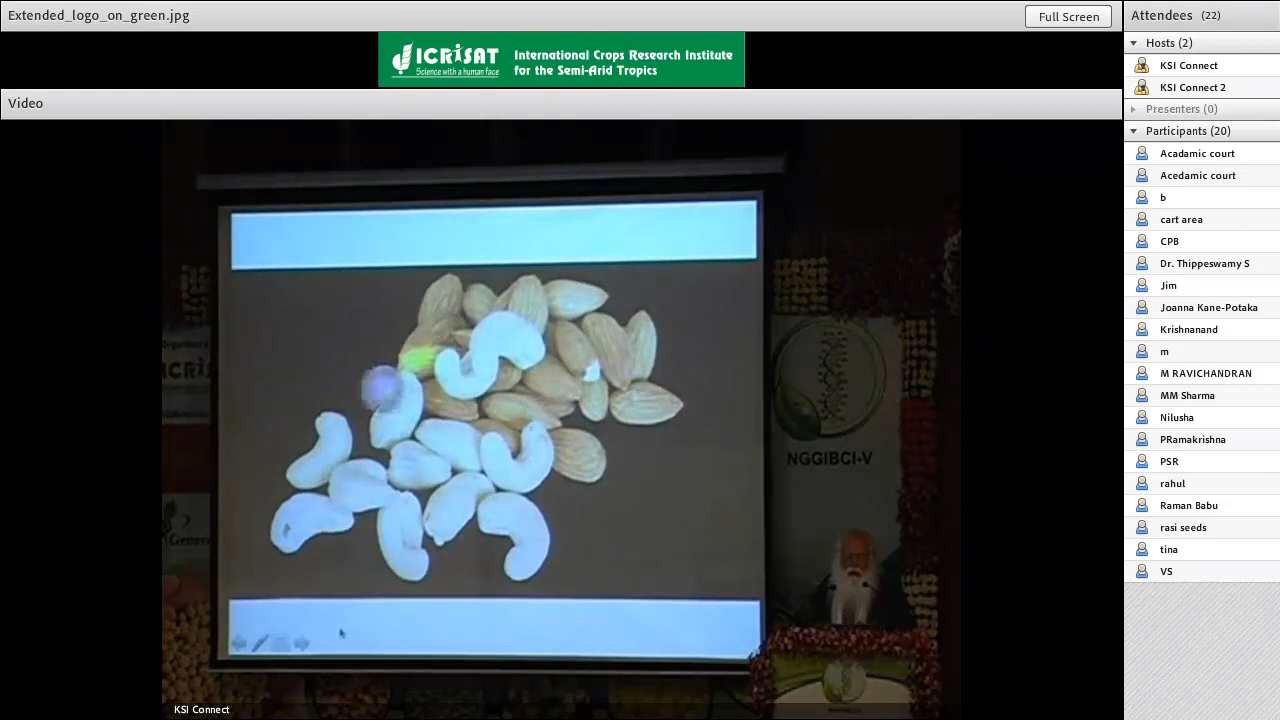 Extended_logo_on_green.jpg
Full Screen
ICRISAT
Science with a human face
International Crops Research Institute
for the Semi-Arid Tropics
Video
NGGIBCI-V
KSI Connect
Attendees (22)
Hosts (2)
KSI Connect
KSI Connect 2
Presenters (0)
Participants (20)
Acadamic court
Acedamic court
b
cart area
CPB
Dr. Thippeswamy S
Jim
Joanna Kane-Potaka
Krishnanand
m
M RAVICHANDRAN
MM Sharma
Nilusha
PRamakrishna
PSR
rahul
Raman Babu
rasi seeds
tina
VS